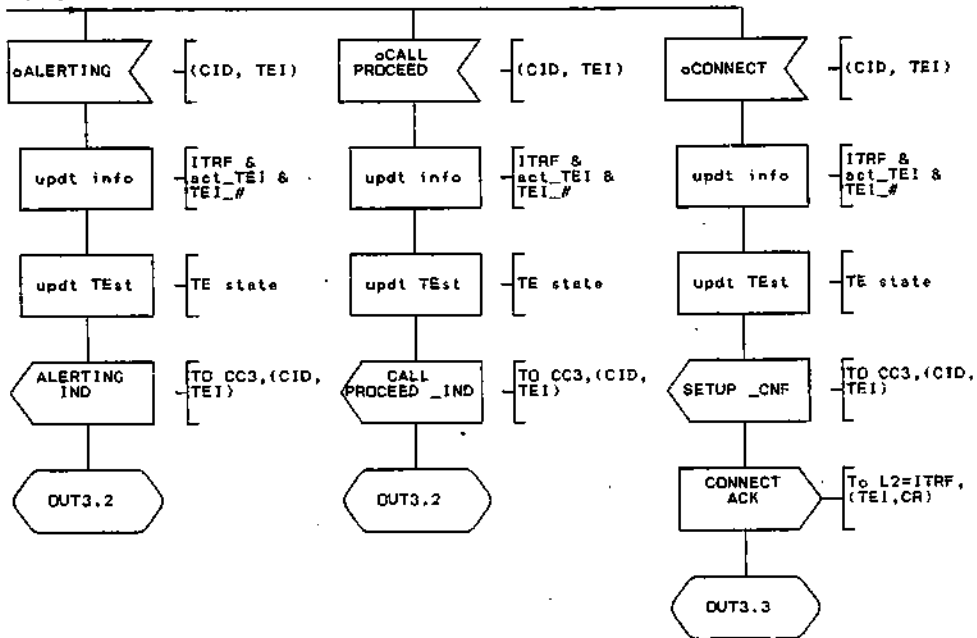 oALERTING
(CID, TEI)
oCALL
PROCEED
(CID, TEI)
oCONNECT
(CID, TEI)
updt info
ITRF &
act_TEI &
TEI_#
updt info
ITRF &
act_TEI &
TEI_#
updt info
ITRF &
act_TEI &
TEI_#
updt TEst
TE state
updt TEst
TE state
updt TEst
TE state
ALERTING
IND
TO CC3,(CID,
TEI)
CALL
PROCEED _IND
TO CC3,(CID,
TEI)
SETUP _CNF
TO CC3,(CID,
TEI)
OUT3.2
OUT3.2
CONNECT
ACK
To L2=ITRF,
(TEI,CR)
OUT3.3